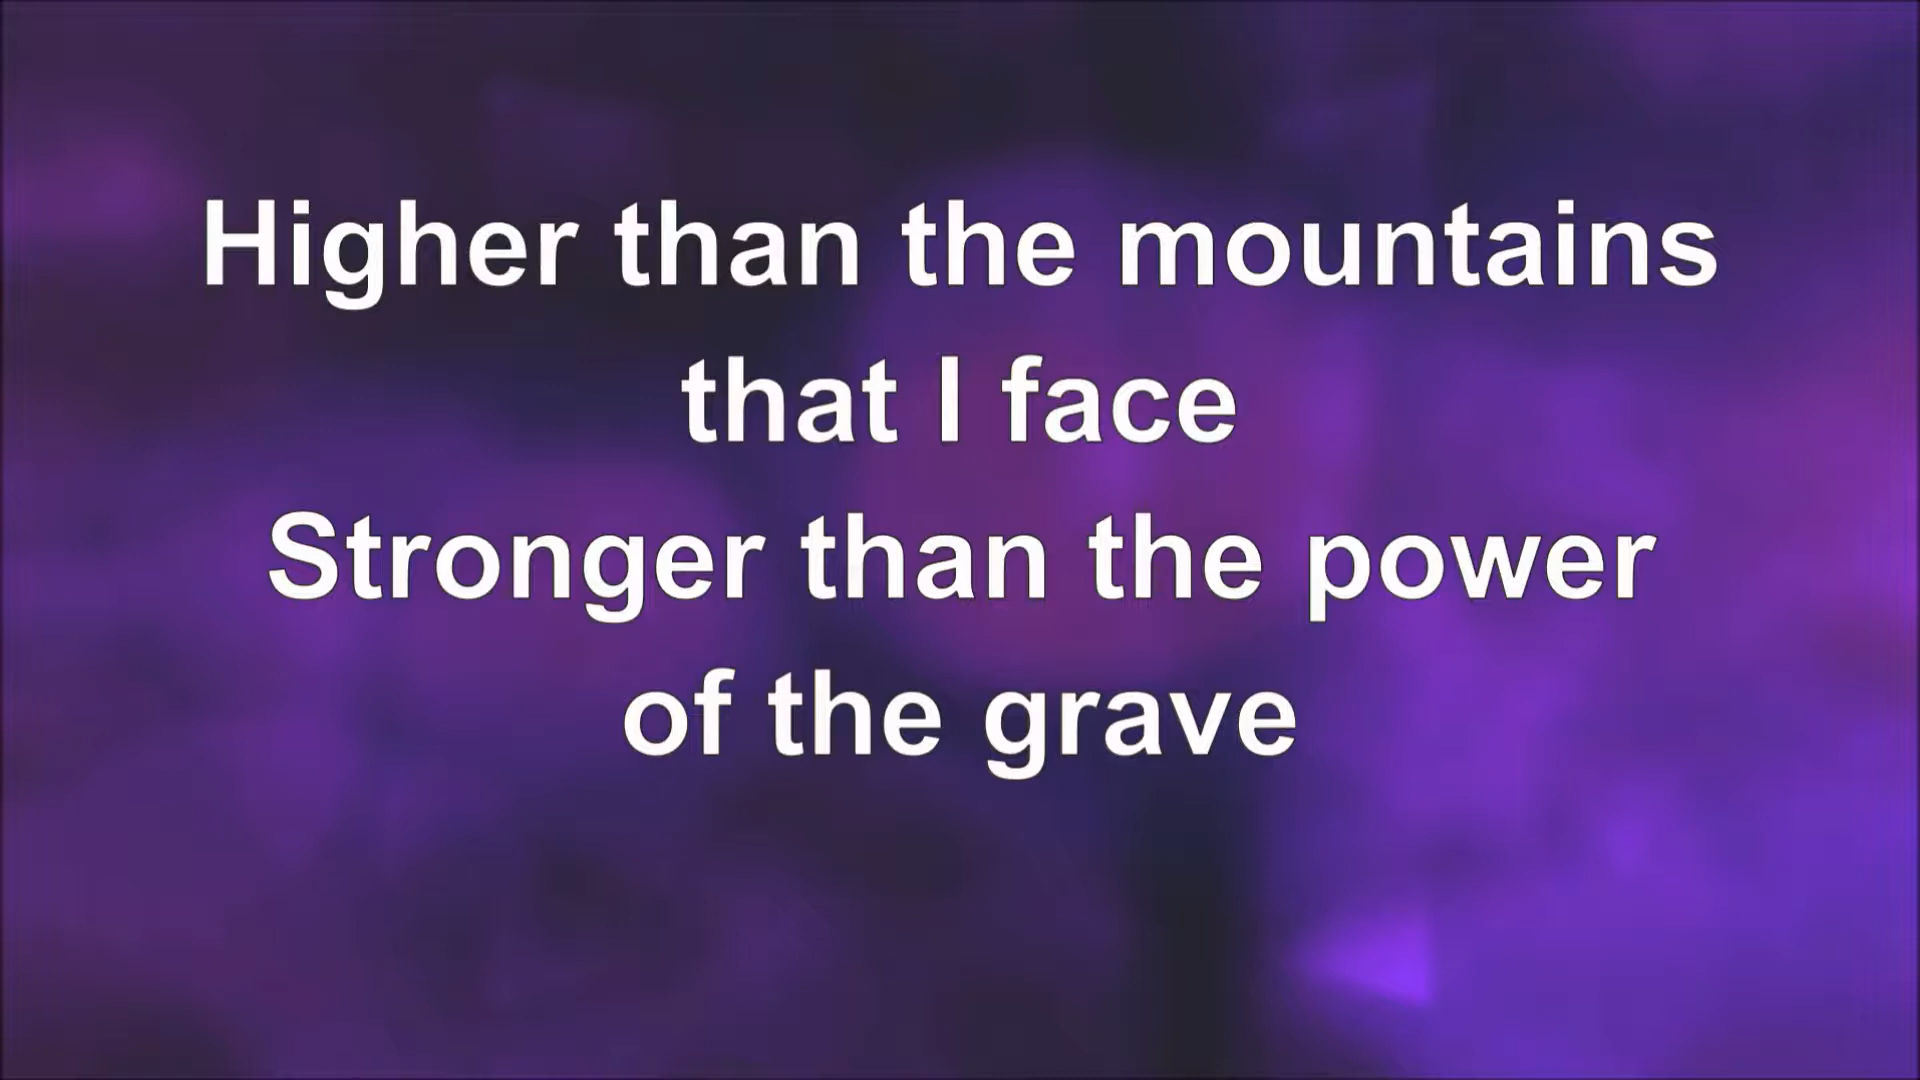 Higher than the mountains
that I face
Stronger than the power
of the grave